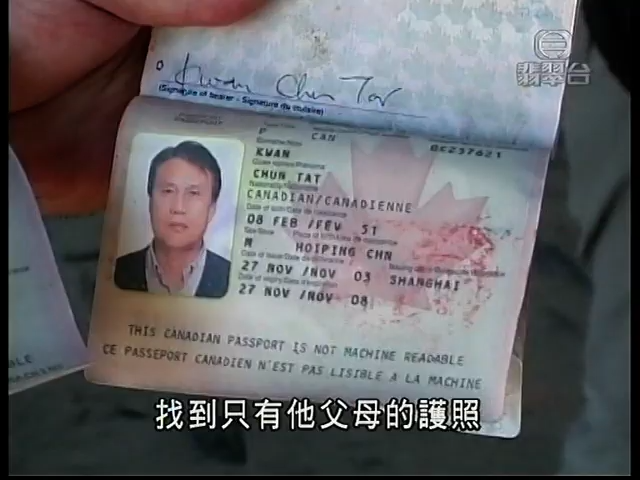 翡翠台
Kwan Chun Tat
(Signature of bearer - Signature du titulaire)
P CAN BC237621
KWAN
CHUN TAT
CANADIAN/CANADIENNE
08 FEB /FEV 51
M HOIPING CHN
27 NOV /NOV 03 SHANGHAI
27 NOV /NOV 08
THIS CANADIAN PASSPORT IS NOT MACHINE READABLE
CE PASSEPORT CANADIEN N'EST PAS LISIBLE A LA MACHINE
找到只有他父母的護照